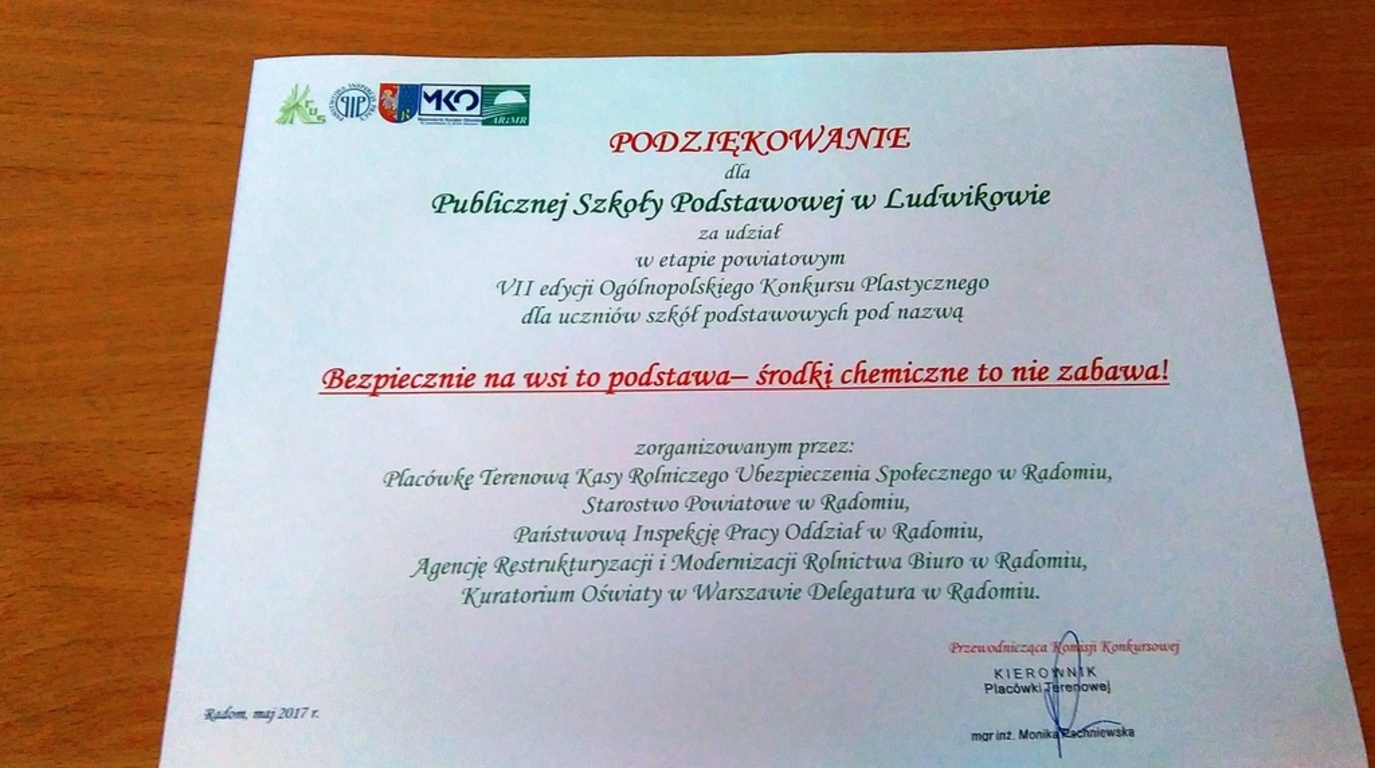 Krus
PIP
MKO
ARiMR
PODZIĘKOWANIE
dla
Publicznej Szkoły Podstawowej w Ludwikowie
za udział
w etapie powiatowym
VII edycji Ogólnopolskiego Konkursu Plastycznego
dla uczniów szkół podstawowych pod nazwą
Bezpiecznie na wsi to podstawa– środki chemiczne to nie zabawa!
zorganizowanym przez:
Placówkę Terenową Kasy Rolniczego Ubezpieczenia Społecznego w Radomiu,
Starostwo Powiatowe w Radomiu,
Państwową Inspekcję Pracy Oddział w Radomiu,
Agencję Restrukturyzacji i Modernizacji Rolnictwa Biuro w Radomiu,
Kuratorium Oświaty w Warszawie Delegatura w Radomiu.
Przewodnicząca Komisji Konkursowej
KIEROWNIK
Placówki Terenowej
mgr inż. Monika
Radom, maj 2017 r.